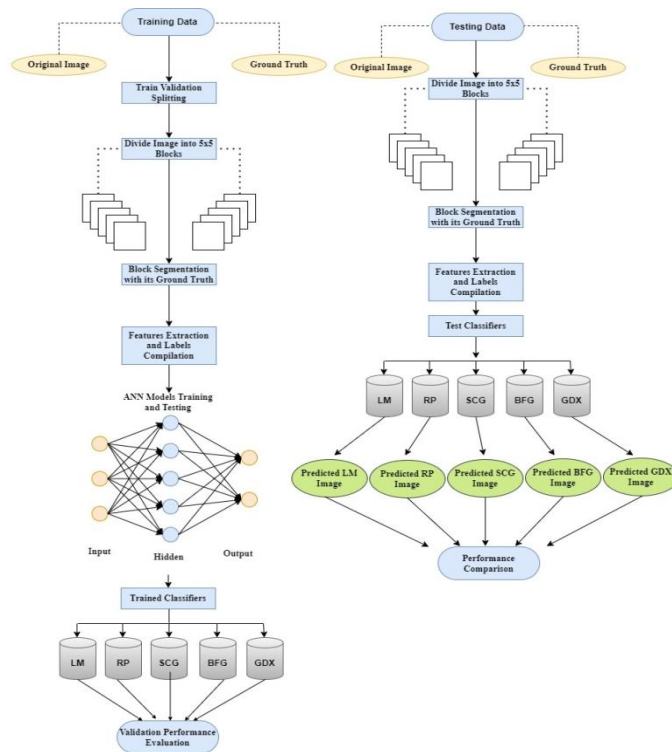 Training Data
Original Image
Ground Truth
Train Validation
Splitting
Divide Image into 5x5
Blocks
Block Segmentation
with its Ground Truth
Features Extraction
and Labels
Compilation
ANN Models Training
and Testing
Input
Hidden
Output
Trained Classifiers
LM
RP
SCG
BFG
GDX
Validation Performance
Evaluation
Testing Data
Original Image
Ground Truth
Divide Image into 5x5
Blocks
Block Segmentation
with its Ground Truth
Features Extraction
and Labels
Compilation
Test Classifiers
LM
RP
SCG
BFG
GDX
Predicted LM
Image
Predicted RP
Image
Predicted SCG
Image
Predicted BFG
Image
Predicted GDX
Image
Performance
Comparison